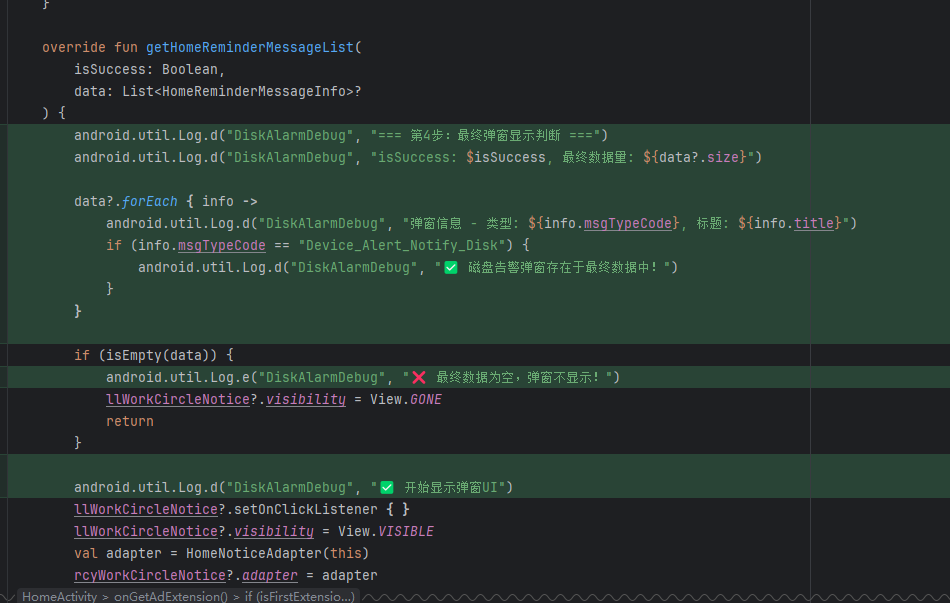 }
override fun getHomeReminderMessageList(
isSuccess: Boolean,
data: List<HomeReminderMessageInfo>?
) {
android.util.Log.d("DiskAlarmDebug", "=== 第4步: 最终弹窗显示判断 ===")
android.util.Log.d("DiskAlarmDebug", "isSuccess: $isSuccess, 最终数据量: ${data?.size}")
data?.forEach { info ->
android.util.Log.d("DiskAlarmDebug", "弹窗信息 - 类型: ${info.msgTypeCode}, 标题: ${info.title}")
if (info.msgTypeCode == "Device_Alert_Notify_Disk") {
android.util.Log.d("DiskAlarmDebug", "✅ 磁盘告警弹窗存在于最终数据中！")
}
}
if (isEmpty(data)) {
android.util.Log.e("DiskAlarmDebug", "❌ 最终数据为空，弹窗不显示！")
llWorkCircleNotice?.visibility = View.GONE
return
}
android.util.Log.d("DiskAlarmDebug", "✅ 开始显示弹窗UI")
llWorkCircleNotice?.setOnClickListener { }
llWorkCircleNotice?.visibility = View.VISIBLE
val adapter = HomeNoticeAdapter(this)
rcyWorkCircleNotice?.adapter = adapter
HomeActivity > onGetAdExtension() > if (isFirstExtensio...)